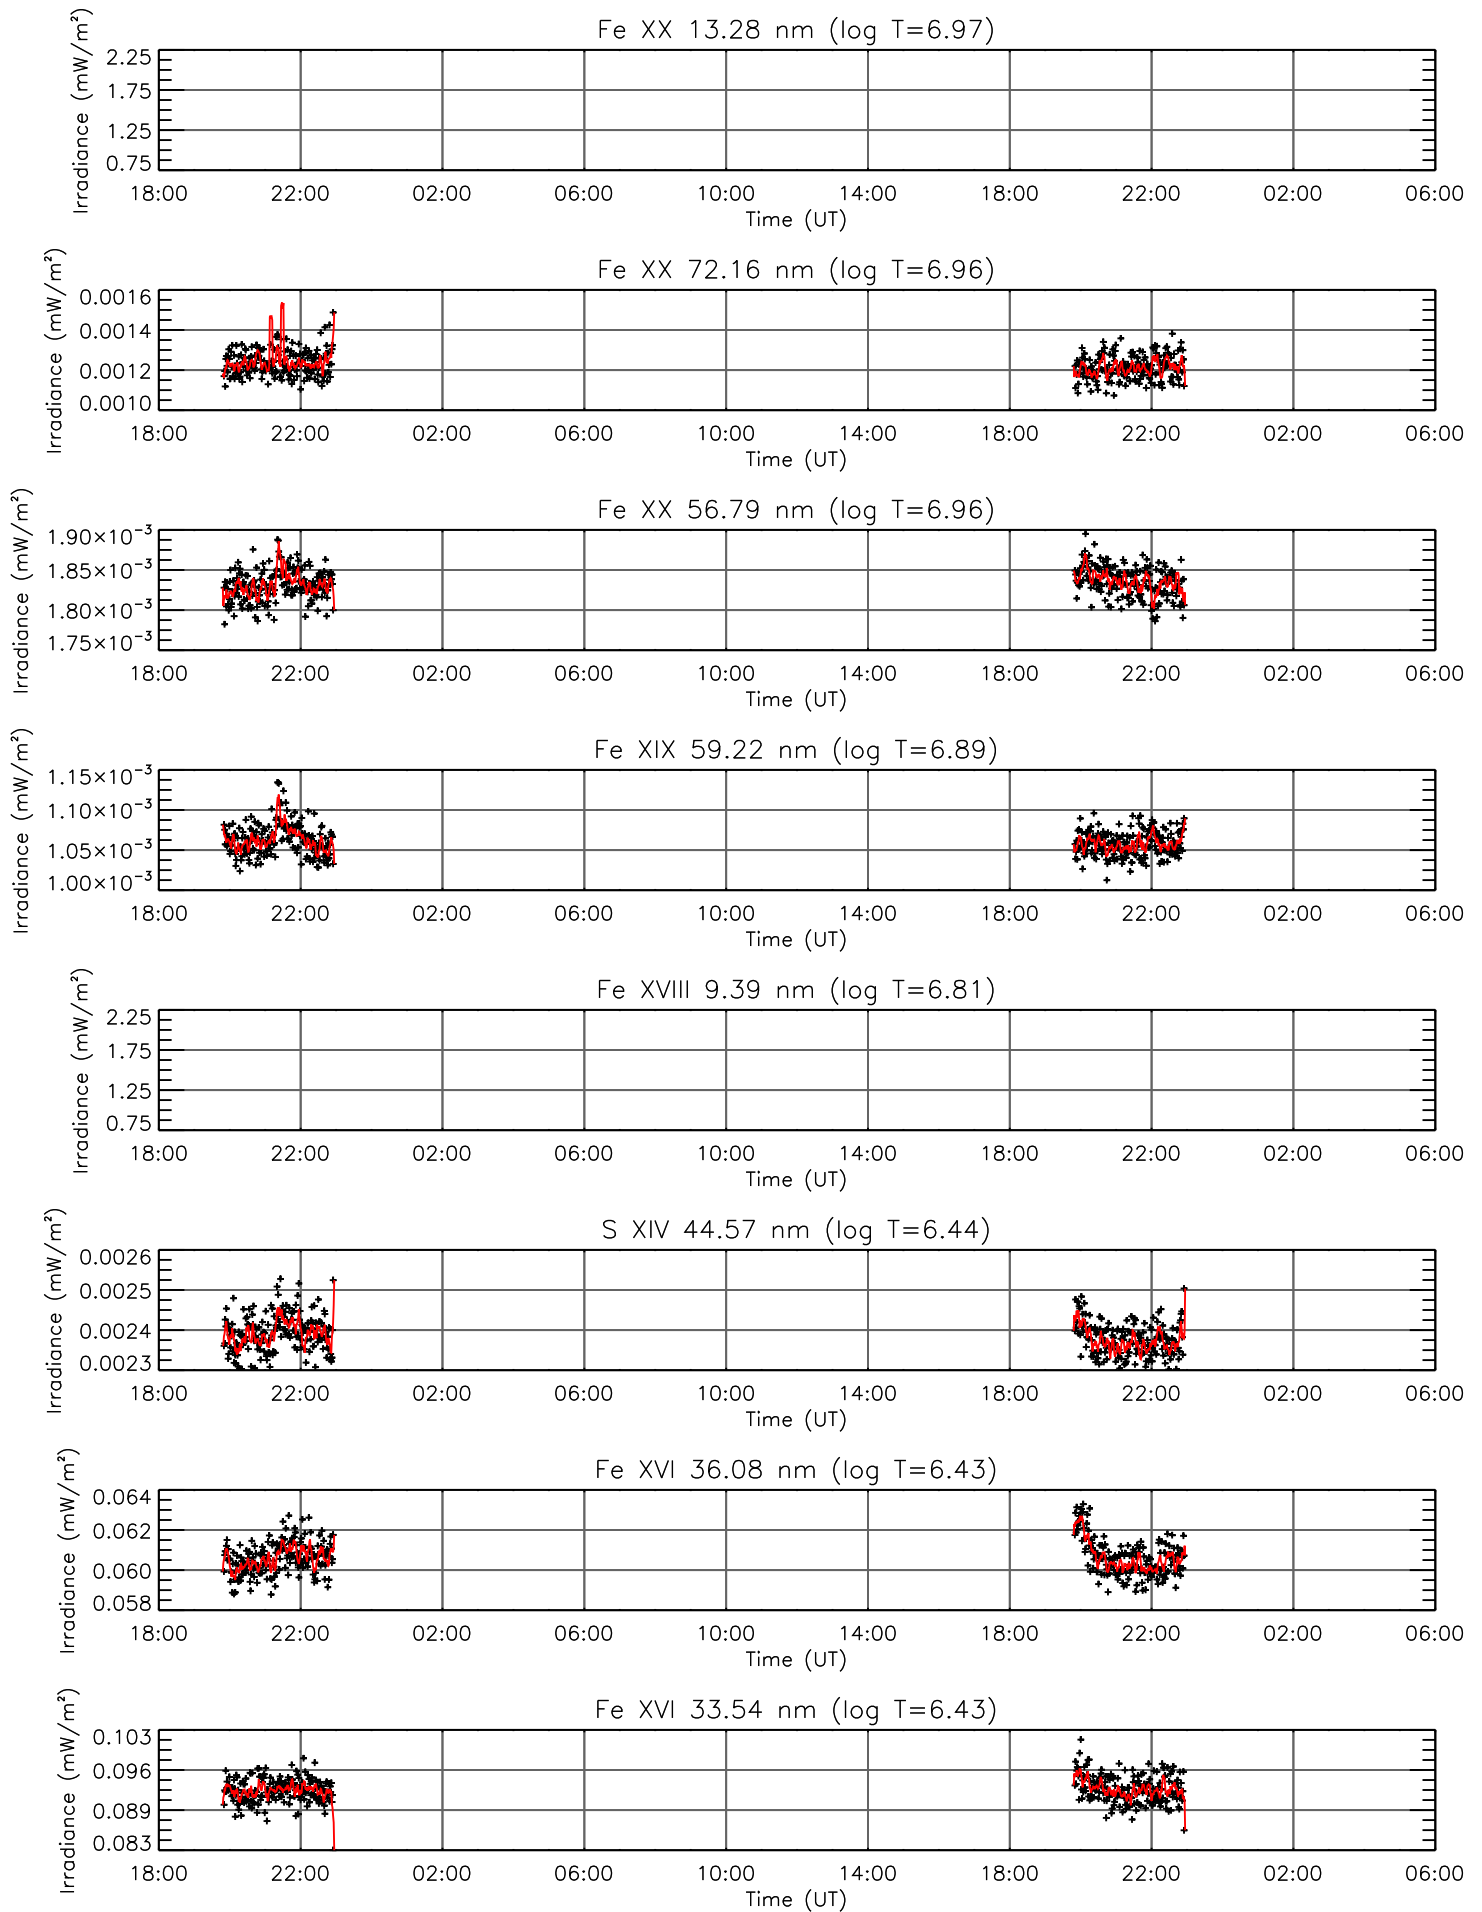 Fe XX 13.28 nm (log T=6.97)
Irradiance (mW/m²)
2.25
1.75
1.25
0.75
18:00 22:00 02:00 06:00 10:00 14:00 18:00 22:00 02:00 06:00
Time (UT)
Fe XX 72.16 nm (log T=6.96)
Irradiance (mW/m²)
0.0016
0.0014
0.0012
0.0010
18:00 22:00 02:00 06:00 10:00 14:00 18:00 22:00 02:00 06:00
Time (UT)
Fe XX 56.79 nm (log T=6.96)
Irradiance (mW/m²)
1.90×10⁻³
1.85×10⁻³
1.80×10⁻³
1.75×10⁻³
18:00 22:00 02:00 06:00 10:00 14:00 18:00 22:00 02:00 06:00
Time (UT)
Fe XIX 59.22 nm (log T=6.89)
Irradiance (mW/m²)
1.15×10⁻³
1.10×10⁻³
1.05×10⁻³
1.00×10⁻³
18:00 22:00 02:00 06:00 10:00 14:00 18:00 22:00 02:00 06:00
Time (UT)
Fe XVIII 9.39 nm (log T=6.81)
Irradiance (mW/m²)
2.25
1.75
1.25
0.75
18:00 22:00 02:00 06:00 10:00 14:00 18:00 22:00 02:00 06:00
Time (UT)
S XIV 44.57 nm (log T=6.44)
Irradiance (mW/m²)
0.0026
0.0025
0.0024
0.0023
18:00 22:00 02:00 06:00 10:00 14:00 18:00 22:00 02:00 06:00
Time (UT)
Fe XVI 36.08 nm (log T=6.43)
Irradiance (mW/m²)
0.064
0.062
0.060
0.058
18:00 22:00 02:00 06:00 10:00 14:00 18:00 22:00 02:00 06:00
Time (UT)
Fe XVI 33.54 nm (log T=6.43)
Irradiance (mW/m²)
0.103
0.096
0.089
0.083
18:00 22:00 02:00 06:00 10:00 14:00 18:00 22:00 02:00 06:00
Time (UT)